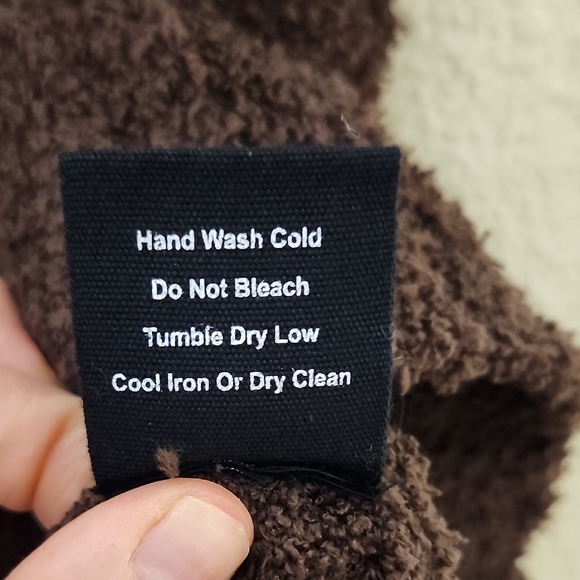 Hand Wash Cold
Do Not Bleach
Tumble Dry Low
Cool Iron Or Dry Clean